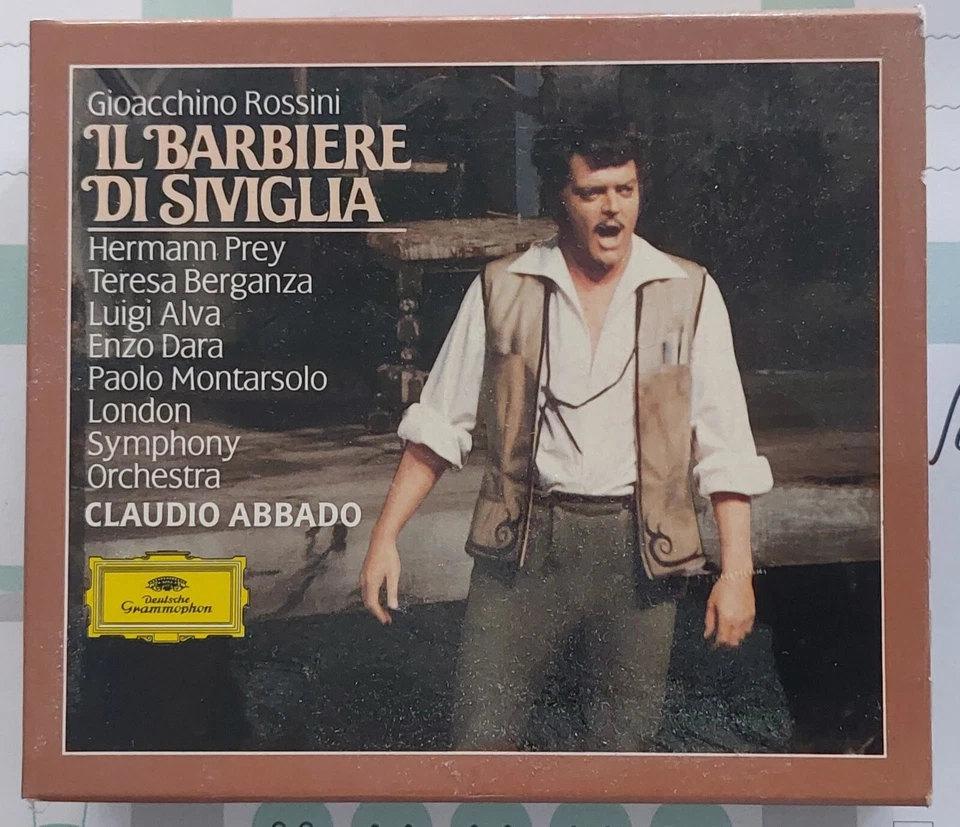 Gioacchino Rossini
IL BARBIERE
DI SIVIGLIA
Hermann Prey
Teresa Berganza
Luigi Alva
Enzo Dara
Paolo Montarsolo
London
Symphony
Orchestra
CLAUDIO ABBADO
Deutsche
Grammophon